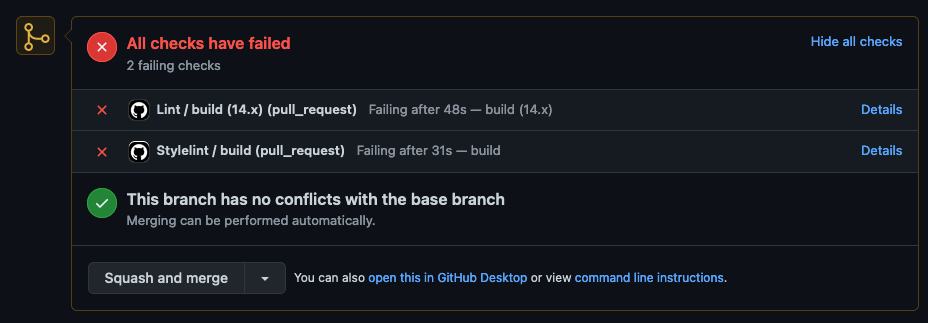 All checks have failed
Hide all checks
2 failing checks
Lint / build (14.x) (pull_request) Failing after 48s — build (14.x) Details
Stylelint / build (pull_request) Failing after 31s — build Details
This branch has no conflicts with the base branch
Merging can be performed automatically.
Squash and merge You can also open this in GitHub Desktop or view command line instructions.